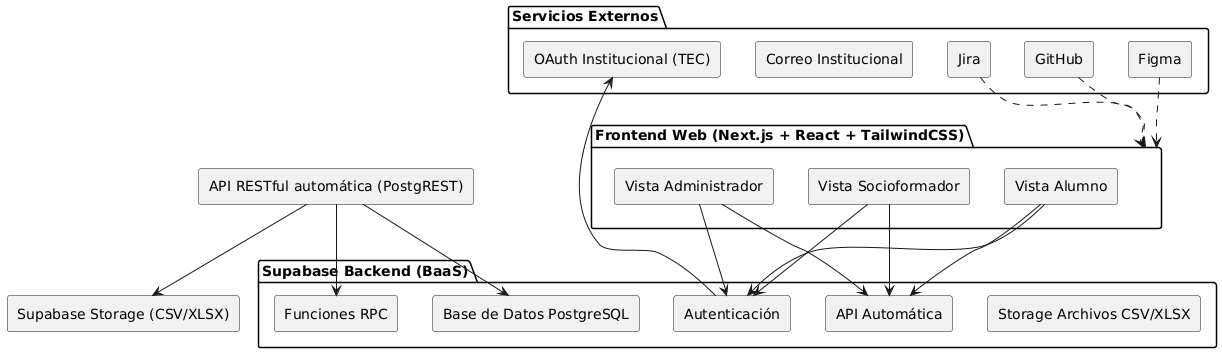 Servicios Externos
OAuth Institucional (TEC)
Correo Institucional
Jira
GitHub
Figma
Frontend Web (Next.js + React + TailwindCSS)
Vista Administrador
Vista Socioformador
Vista Alumno
API RESTful automática (PostgREST)
Supabase Backend (BaaS)
Supabase Storage (CSV/XLSX)
Funciones RPC
Base de Datos PostgreSQL
Autenticación
API Automática
Storage Archivos CSV/XLSX